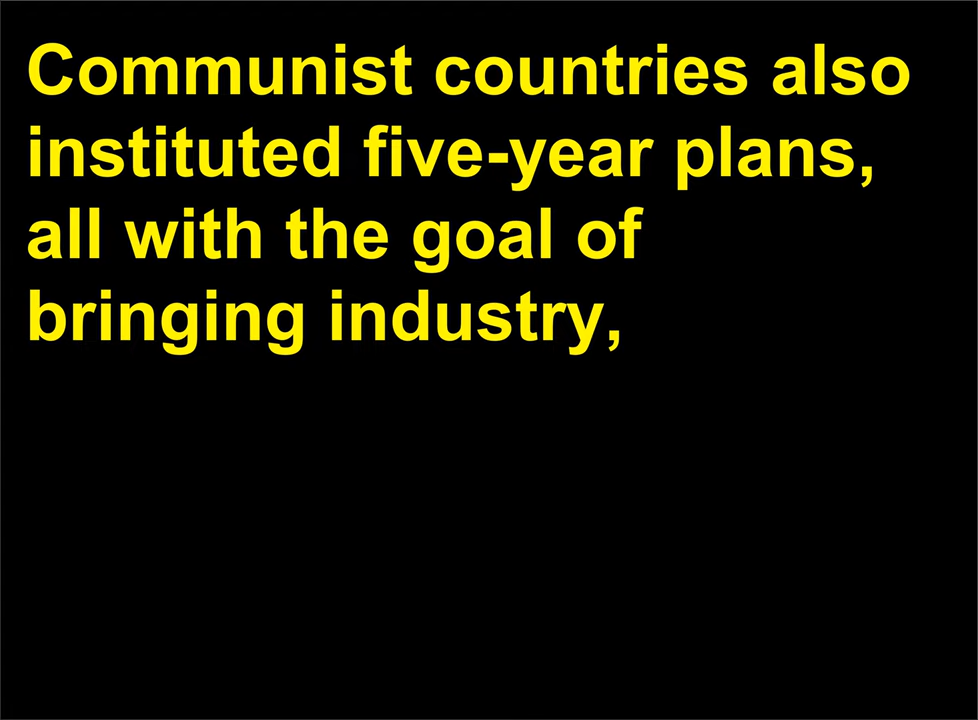 Communist countries also
instituted five-year plans,
all with the goal of
bringing industry,